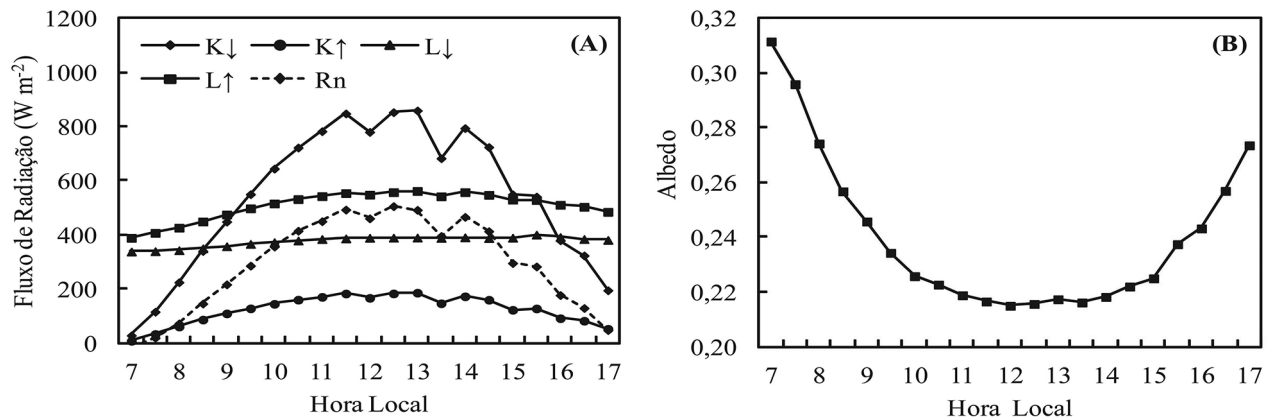 Fluxo de Radiação (W m-2)
1200
1000
800
600
400
200
0
K↓ K↑ L↓
L↑ Rn
(A)
7 8 9 10 11 12 13 14 15 16 17
Hora Local
Albedo
0,32
0,30
0,28
0,26
0,24
0,22
0,20
(B)
7 8 9 10 11 12 13 14 15 16 17
Hora Local